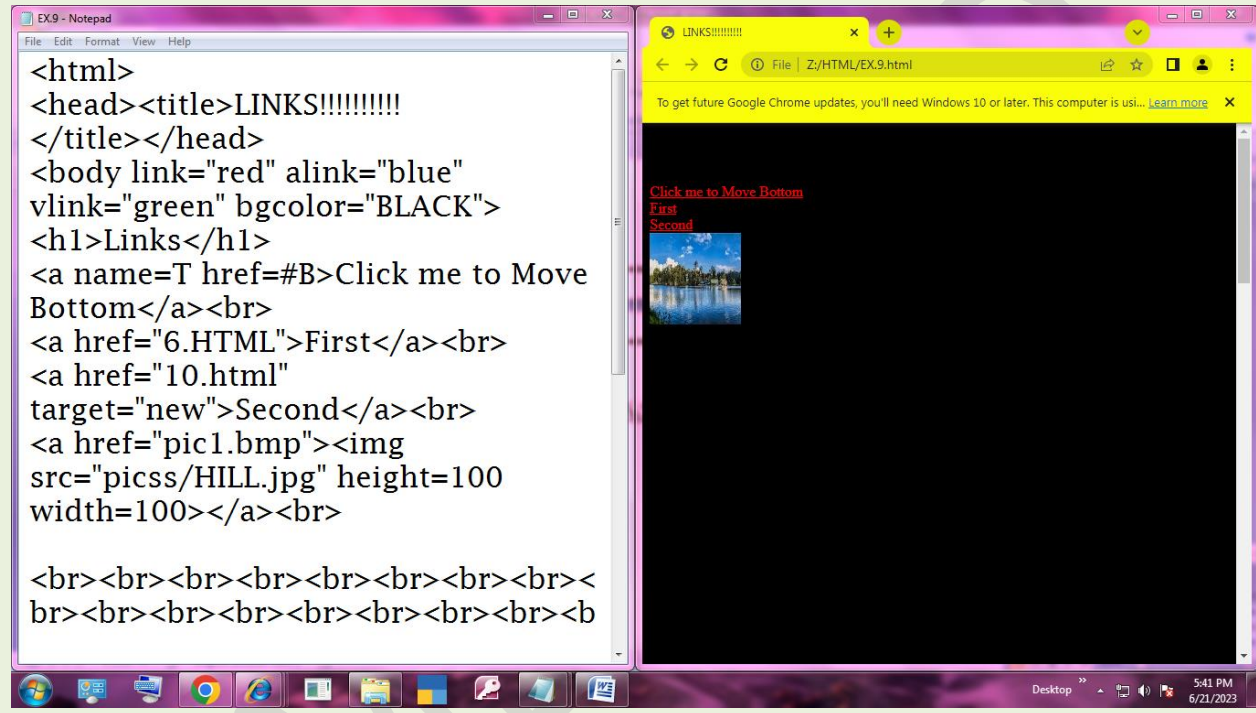 EX.9 - Notepad
File Edit Format View Help
<html>
<head><title>LINKS!!!!!!!!!!
</title></head>
<body link="red" alink="blue"
vlink="green" bgcolor="BLACK">
<h1>Links</h1>
<a name=T href=#B>Click me to Move
Bottom</a><br>
<a href="6.HTML">First</a><br>
<a href="10.html"
target="new">Second</a><br>
<a href="pic1.bmp"><img
src="picss/HILL.jpg" height=100
width=100></a><br>
<br><br><br><br><br><br><br><br><
br><br><br><br><br><br><br><br><b
LINKS!!!!!!!!!!
File | Z:/HTML/EX.9.html
To get future Google Chrome updates, you'll need Windows 10 or later. This computer is usi... Learn more
Click me to Move Bottom
First
Second
Desktop
5:41 PM
6/21/2023